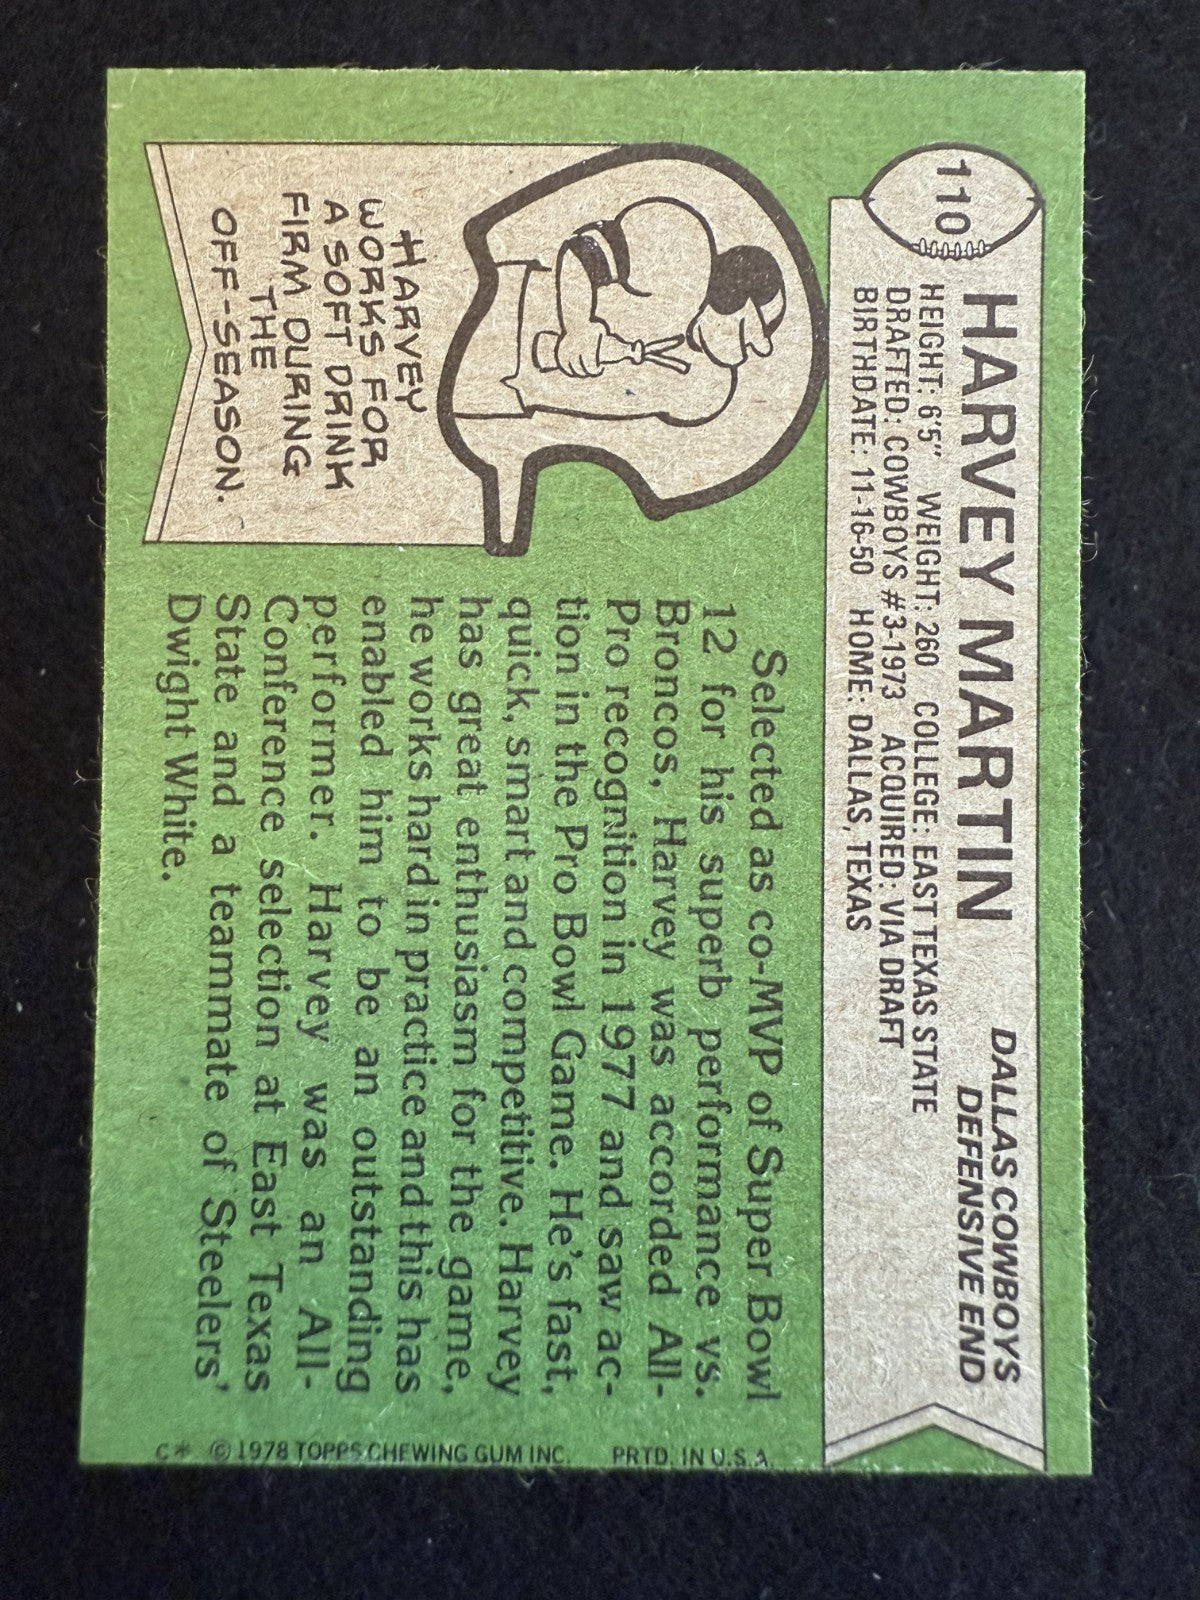 110
HARVEY MARTIN
DALLAS COWBOYS
DEFENSIVE END
HEIGHT: 6'5" WEIGHT: 260 COLLEGE: EAST TEXAS STATE
DRAFTED: COWBOYS #3-1973 ACQUIRED: VIA DRAFT
BIRTHDATE: 11-16-50 HOME: DALLAS, TEXAS
HARVEY
WORKS FOR
A SOFT DRINK
FIRM DURING
THE
OFF-SEASON.
Selected as co-MVP of Super Bowl
12 for his superb performance vs.
Broncos, Harvey was accorded All-
Pro recognition in 1977 and saw ac-
tion in the Pro Bowl Game. He's fast,
quick, smart and competitive. Harvey
has great enthusiasm for the game,
he works hard in practice and this has
enabled him to be an outstanding
performer. Harvey was an All-
Conference selection at East Texas
State and a teammate of Steelers'
Dwight White.
C* © 1978 TOPPS CHEWING GUM INC. PRTD. IN U.S.A.